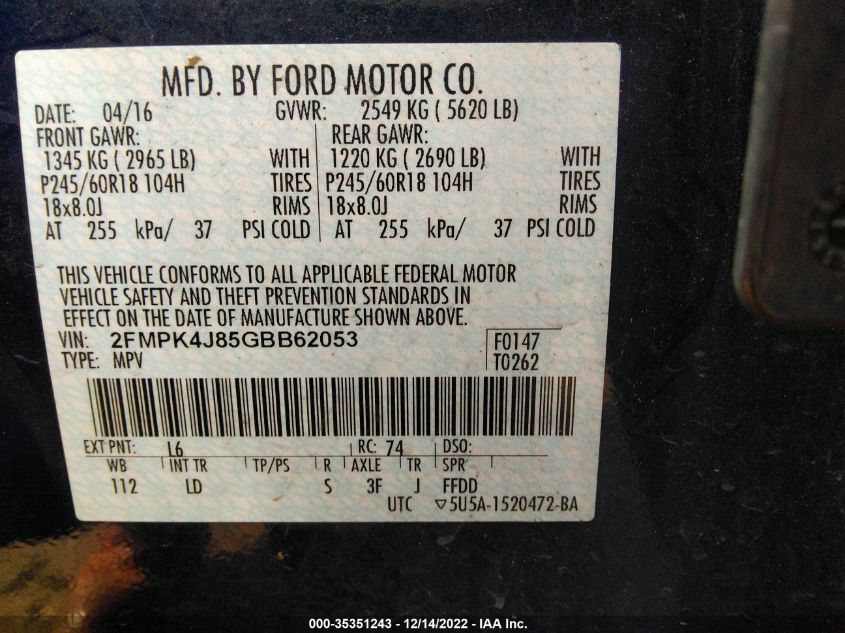 MFD. BY FORD MOTOR CO.
DATE: 04/16 GVWR: 2549 KG ( 5620 LB)
FRONT GAWR: REAR GAWR:
1345 KG ( 2965 LB) WITH 1220 KG ( 2690 LB) WITH
P245/60R18 104H TIRES P245/60R18 104H TIRES
18x8.0J RIMS 18x8.0J RIMS
AT 255 kPa/ 37 PSI COLD AT 255 kPa/ 37 PSI COLD
THIS VEHICLE CONFORMS TO ALL APPLICABLE FEDERAL MOTOR
VEHICLE SAFETY AND THEFT PREVENTION STANDARDS IN
EFFECT ON THE DATE OF MANUFACTURE SHOWN ABOVE.
VIN: 2FMPK4J85GBB62053 F0147
TYPE: MPV T0262
EXT PNT: L6 RC: 74 DSO:
WB INT TR TP/PS R AXLE TR SPR
112 LD S 3F J FFDD
UTC ▽5U5A-1520472-BA
000-35351243 - 12/14/2022 - IAA Inc.